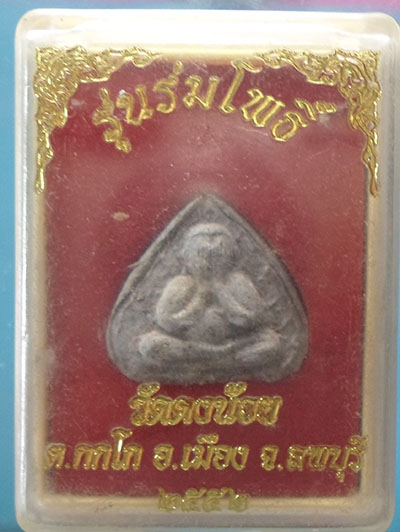 รุ่นร่มโพธิ์
วัดดงน้อย
ต.กกโก อ.เมือง จ.ลพบุรี
๒๕๕๒